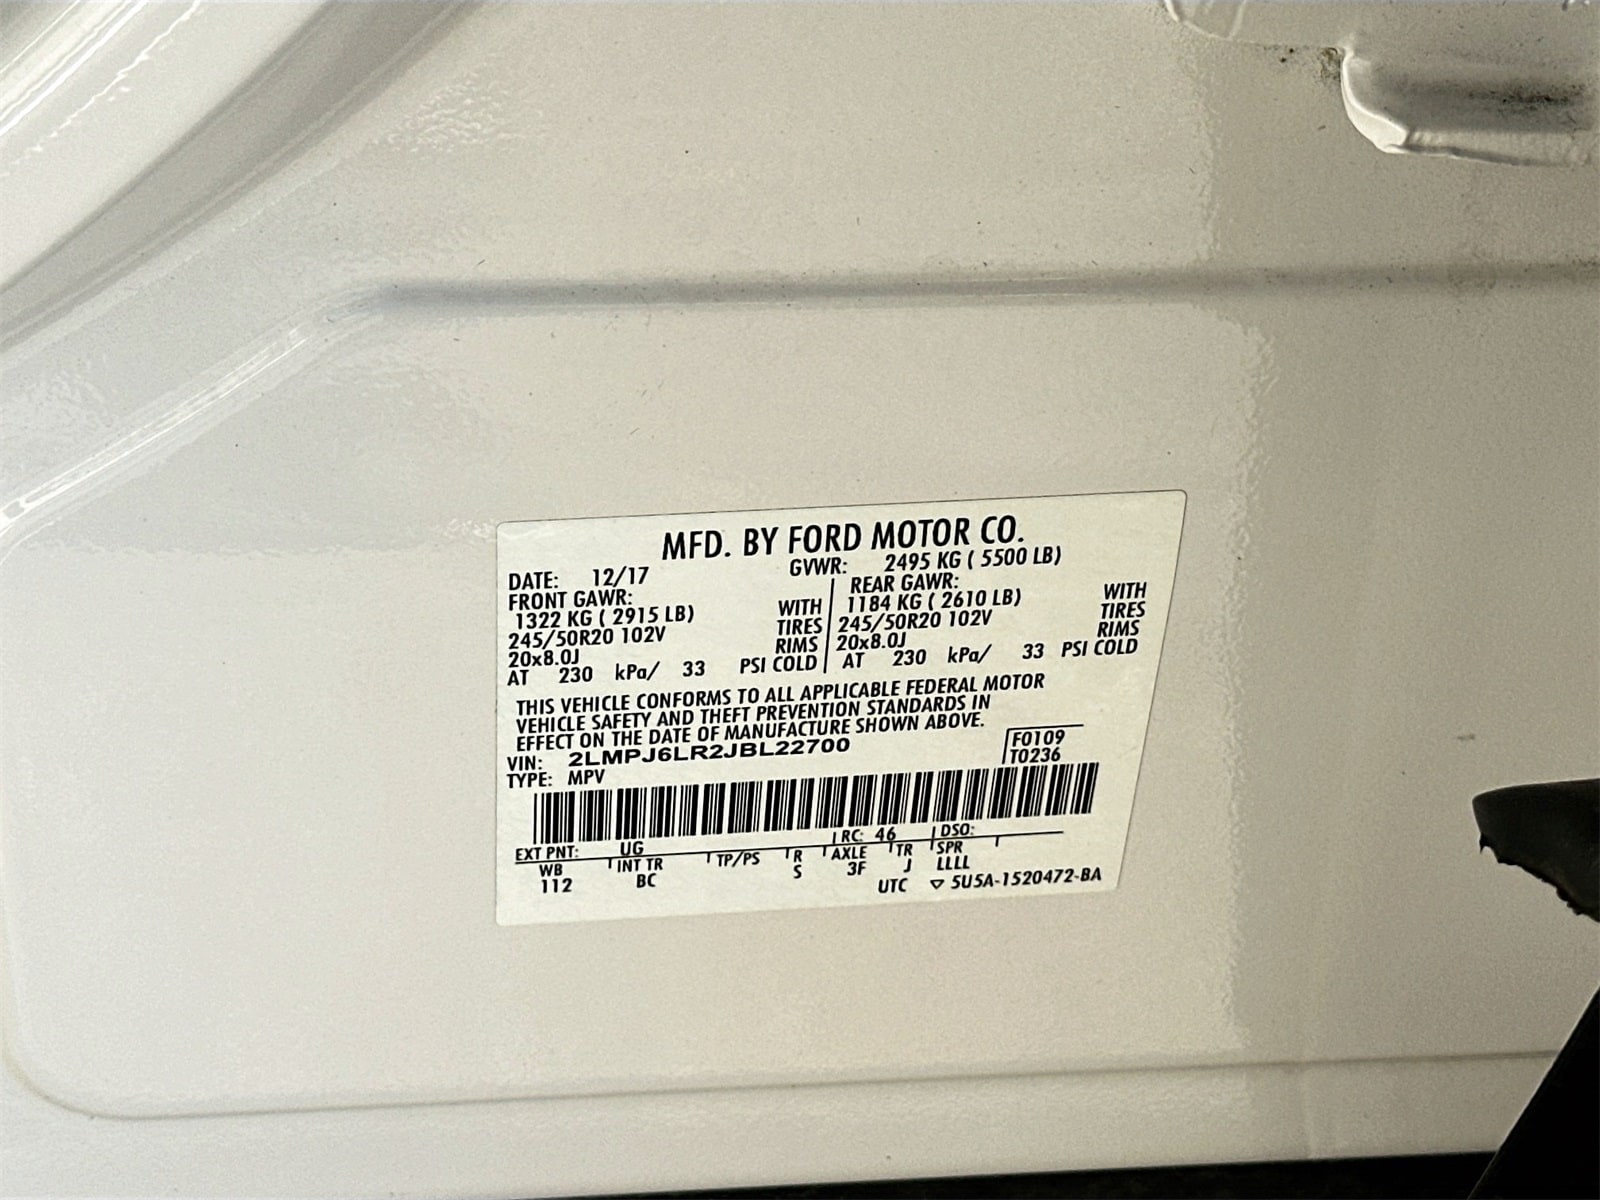 MFD. BY FORD MOTOR CO.
DATE: 12/17 GVWR: 2495 KG ( 5500 LB)
FRONT GAWR: REAR GAWR:
1322 KG ( 2915 LB) WITH 1184 KG ( 2610 LB) WITH
245/50R20 102V TIRES 245/50R20 102V TIRES
20x8.0J RIMS 20x8.0J RIMS
AT 230 kPa/ 33 PSI COLD AT 230 kPa/ 33 PSI COLD
THIS VEHICLE CONFORMS TO ALL APPLICABLE FEDERAL MOTOR
VEHICLE SAFETY AND THEFT PREVENTION STANDARDS IN
EFFECT ON THE DATE OF MANUFACTURE SHOWN ABOVE.
VIN: 2LMPJ6LR2JBL22700 F0109
TYPE: MPV T0236
EXT PNT: UG RC: 46 DSO:
WB INT TR TP/PS R AXLE TR SPR
112 BC S 3F J LLLL
UTC ▽ 5U5A-1520472-BA